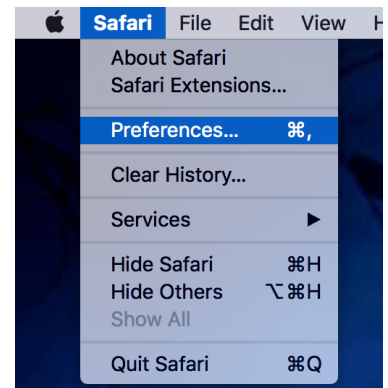 Safari File Edit View H
About Safari
Safari Extensions...
Preferences... ⌘,
Clear History...
Services ▶
Hide Safari ⌘H
Hide Others ⌥⌘H
Show All
Quit Safari ⌘Q